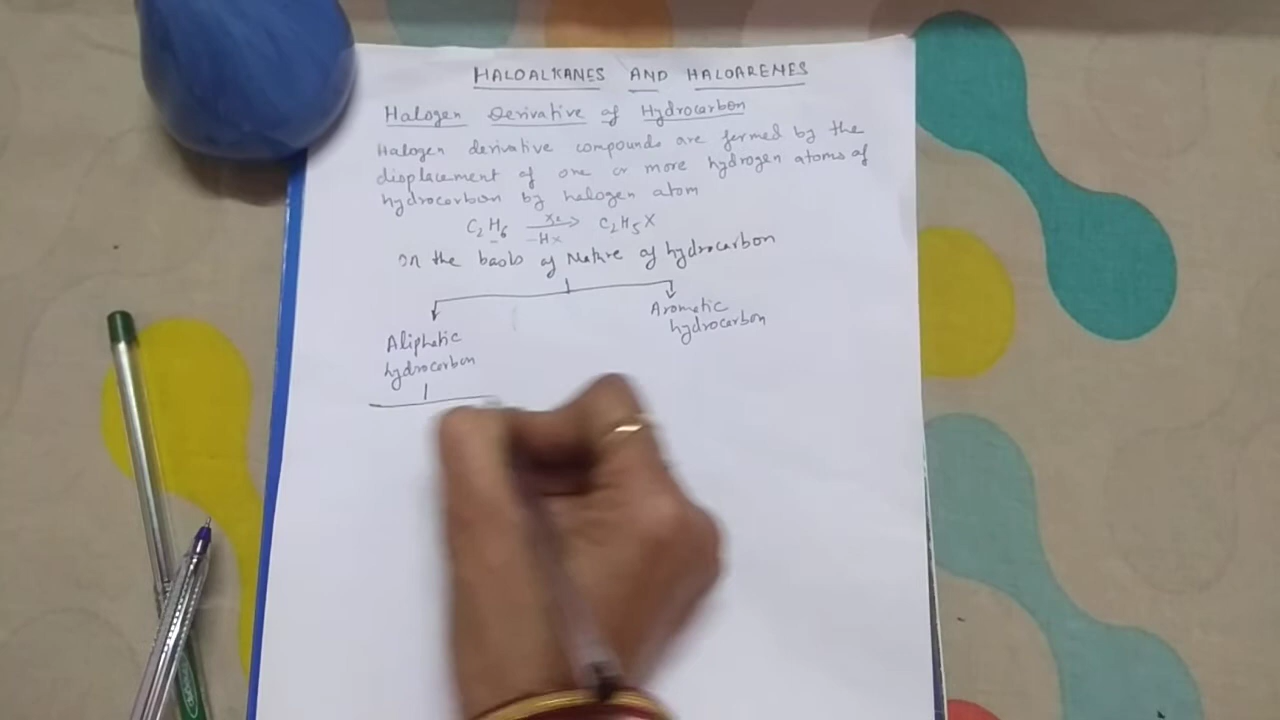 HALOALKANES AND HALOARENES
Halogen Derivative of Hydrocarbon
Halogen derivative compounds are formed by the
displacement of one or more hydrogen atoms of
hydrocarbon by halogen atom
C2H6 X2 -HX C2H5X
on the basis of Nature of hydrocarbon
Aliphatic
hydrocarbon
Aromatic
hydrocarbon